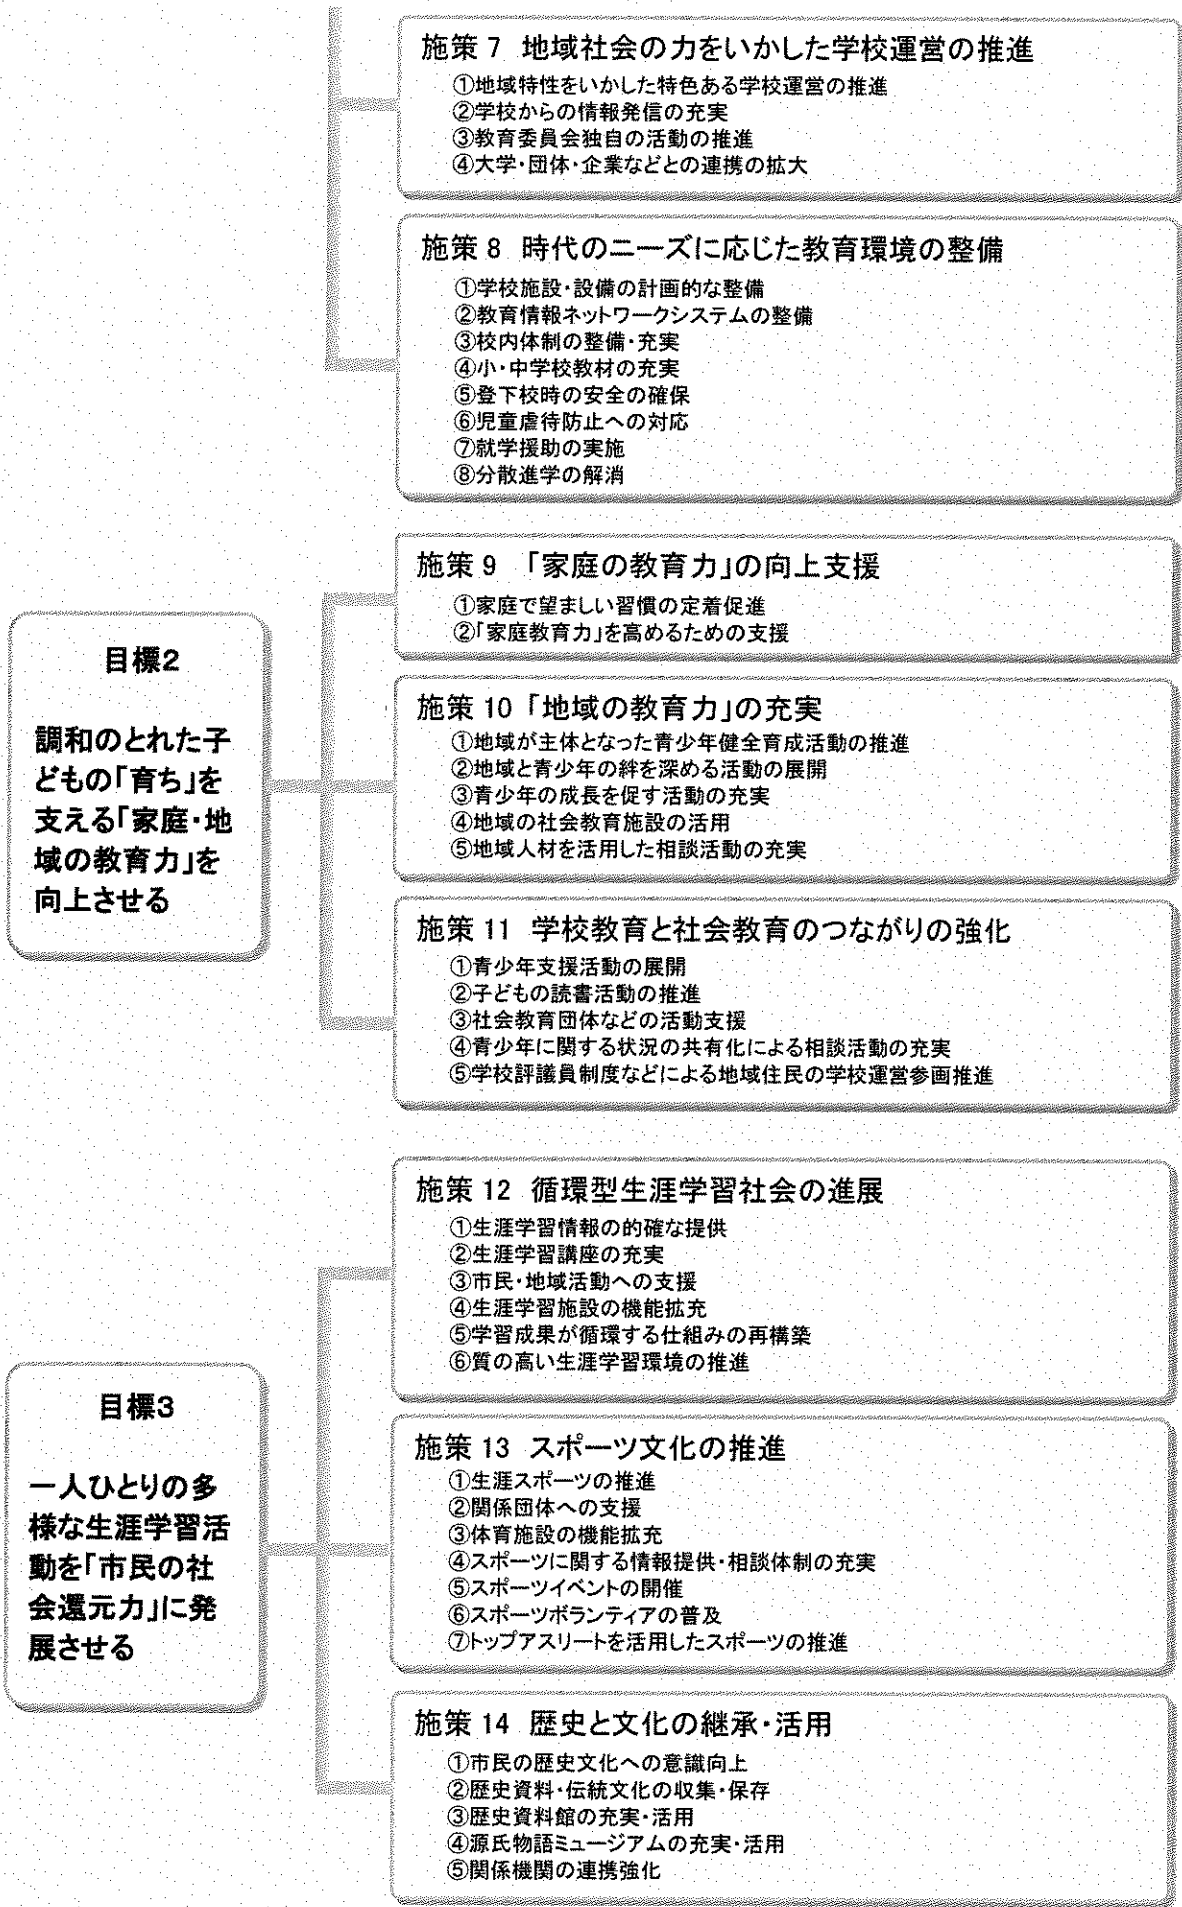 施策 7 地域社会の力をいかした学校運営の推進
①地域特性をいかした特色ある学校運営の推進
②学校からの情報発信の充実
③教育委員会独自の活動の推進
④大学・団体・企業などとの連携の拡大
施策 8 時代のニーズに応じた教育環境の整備
①学校施設・設備の計画的な整備
②教育情報ネットワークシステムの整備
③校内体制の整備・充実
④小・中学校教材の充実
⑤登下校時の安全の確保
⑥児童虐待防止への対応
⑦就学援助の実施
⑧分散進学の解消
目標2
調和のとれた子
どもの「育ち」を
支える「家庭・地
域の教育力」を
向上させる
施策 9 「家庭の教育力」の向上支援
①家庭で望ましい習慣の定着促進
②「家庭教育力」を高めるための支援
施策 10 「地域の教育力」の充実
①地域が主体となった青少年健全育成活動の推進
②地域と青少年の絆を深める活動の展開
③青少年の成長を促す活動の充実
④地域の社会教育施設の活用
⑤地域人材を活用した相談活動の充実
施策 11 学校教育と社会教育のつながりの強化
①青少年支援活動の展開
②子どもの読書活動の推進
③社会教育団体などの活動支援
④青少年に関する状況の共有化による相談活動の充実
⑤学校評議員制度などによる地域住民の学校運営参画推進
目標3
一人ひとりの多
様な生涯学習活
動を「市民の社
会還元力」に発
展させる
施策 12 循環型生涯学習社会の進展
①生涯学習情報の的確な提供
②生涯学習講座の充実
③市民・地域活動への支援
④生涯学習施設の機能拡充
⑤学習成果が循環する仕組みの再構築
⑥質の高い生涯学習環境の推進
施策 13 スポーツ文化の推進
①生涯スポーツの推進
②関係団体への支援
③体育施設の機能拡充
④スポーツに関する情報提供・相談体制の充実
⑤スポーツイベントの開催
⑥スポーツボランティアの普及
⑦トップアスリートを活用したスポーツの推進
施策 14 歴史と文化の継承・活用
①市民の歴史文化への意識向上
②歴史資料・伝統文化の収集・保存
③歴史資料館の充実・活用
④源氏物語ミュージアムの充実・活用
⑤関係機関の連携強化